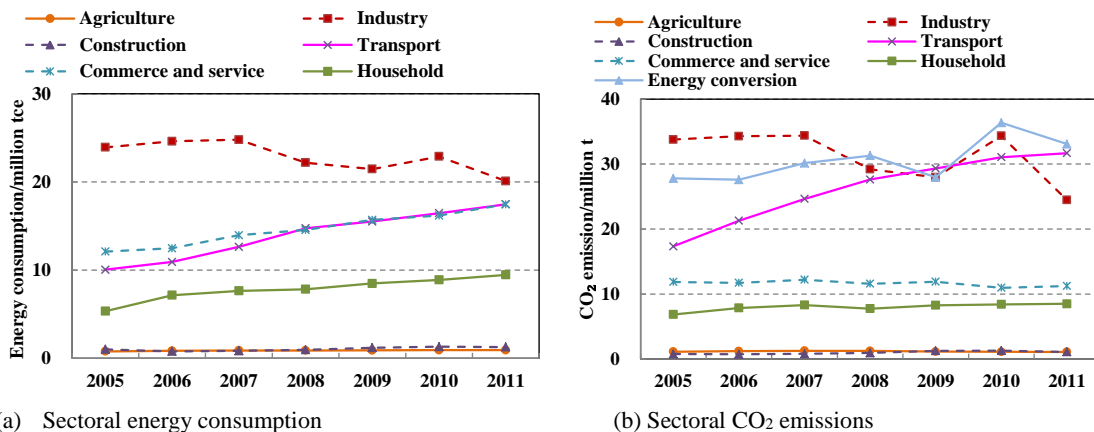 Agriculture
Industry
Construction
Transport
Commerce and service
Household
30
20
10
0
Energy consumption/million tce
2005 2006 2007 2008 2009 2010 2011
(a) Sectoral energy consumption
Agriculture
Industry
Construction
Transport
Commerce and service
Household
Energy conversion
40
30
20
10
0
CO₂ emission/million t
2005 2006 2007 2008 2009 2010 2011
(b) Sectoral CO₂ emissions